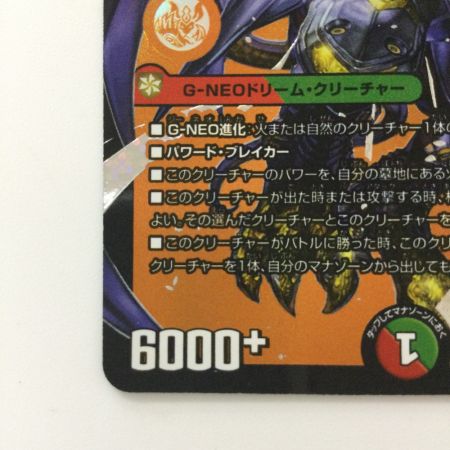 G-NEOドリーム・クリーチャー
■G-NEO進化:火または自然のクリーチャー1体の
■パワード・ブレイカー
■このクリーチャーのパワーを、自分の墓地にある
■このクリーチャーが出た時または攻撃する時、
よい。その選んだクリーチャーとこのクリーチャーを
■このクリーチャーがバトルに勝った時、このクリ
クリーチャーを1体、自分のマナゾーンから出しても
タップしてマナゾーンにおく
1
6000+